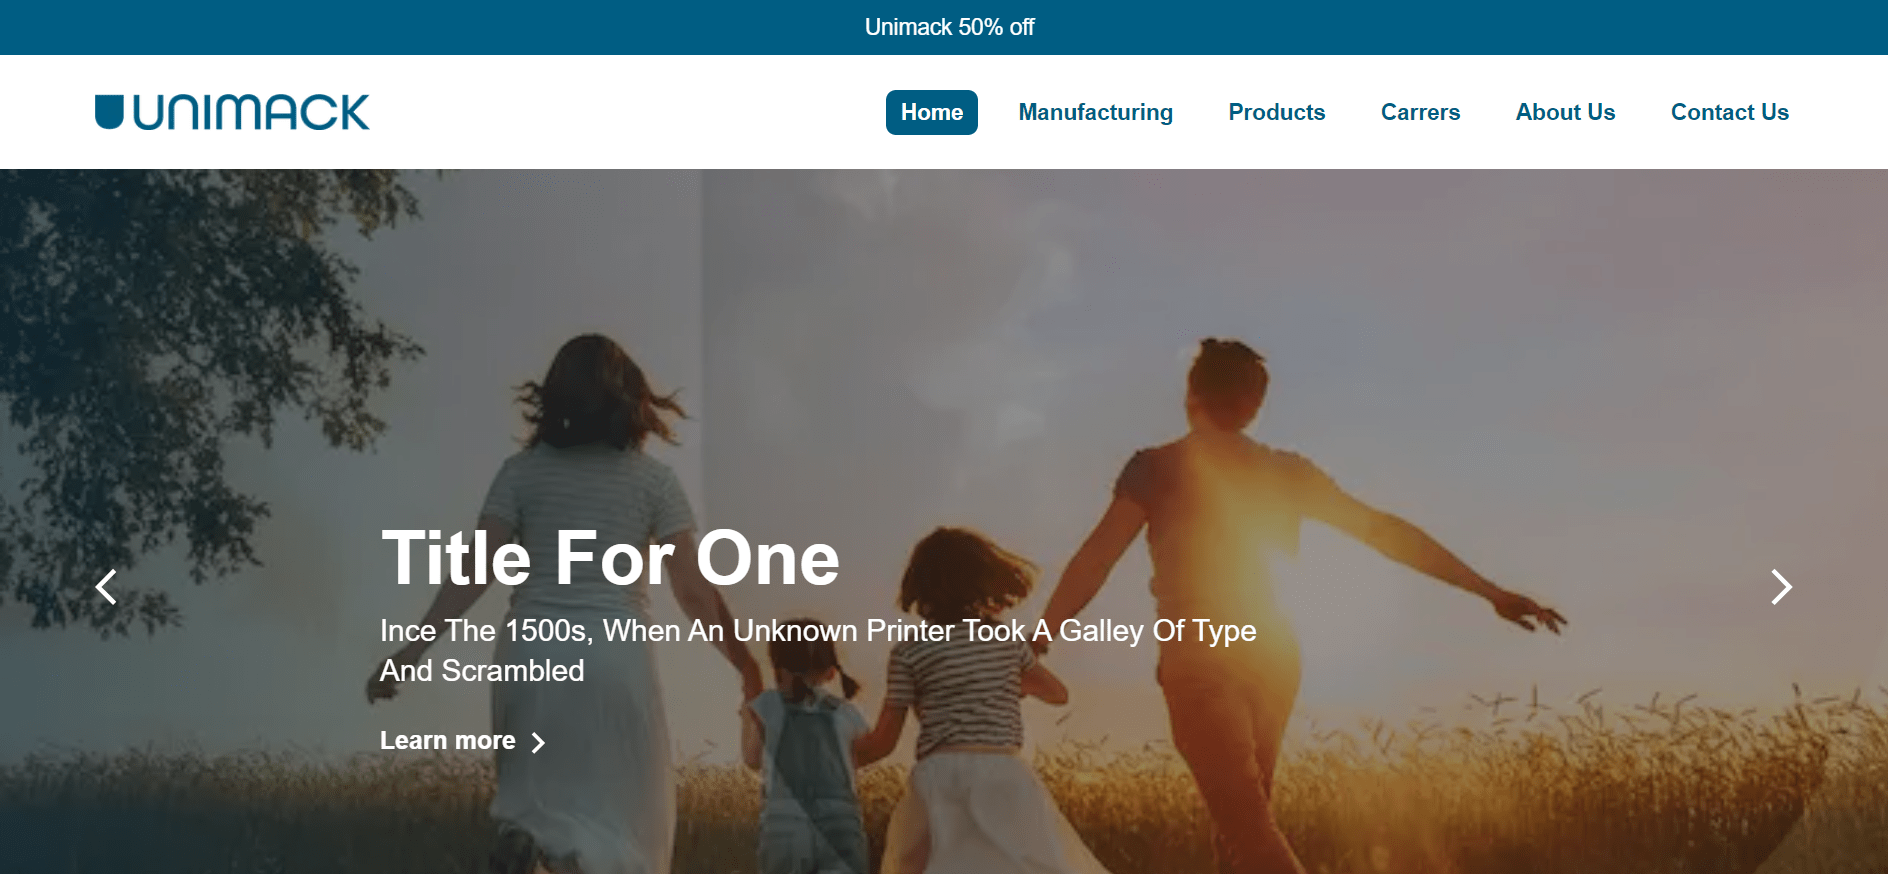 Unimack 50% off
UNIMACK
Home Manufacturing Products Carrers About Us Contact Us
Title For One
Ince The 1500s, When An Unknown Printer Took A Galley Of Type
And Scrambled
Learn more